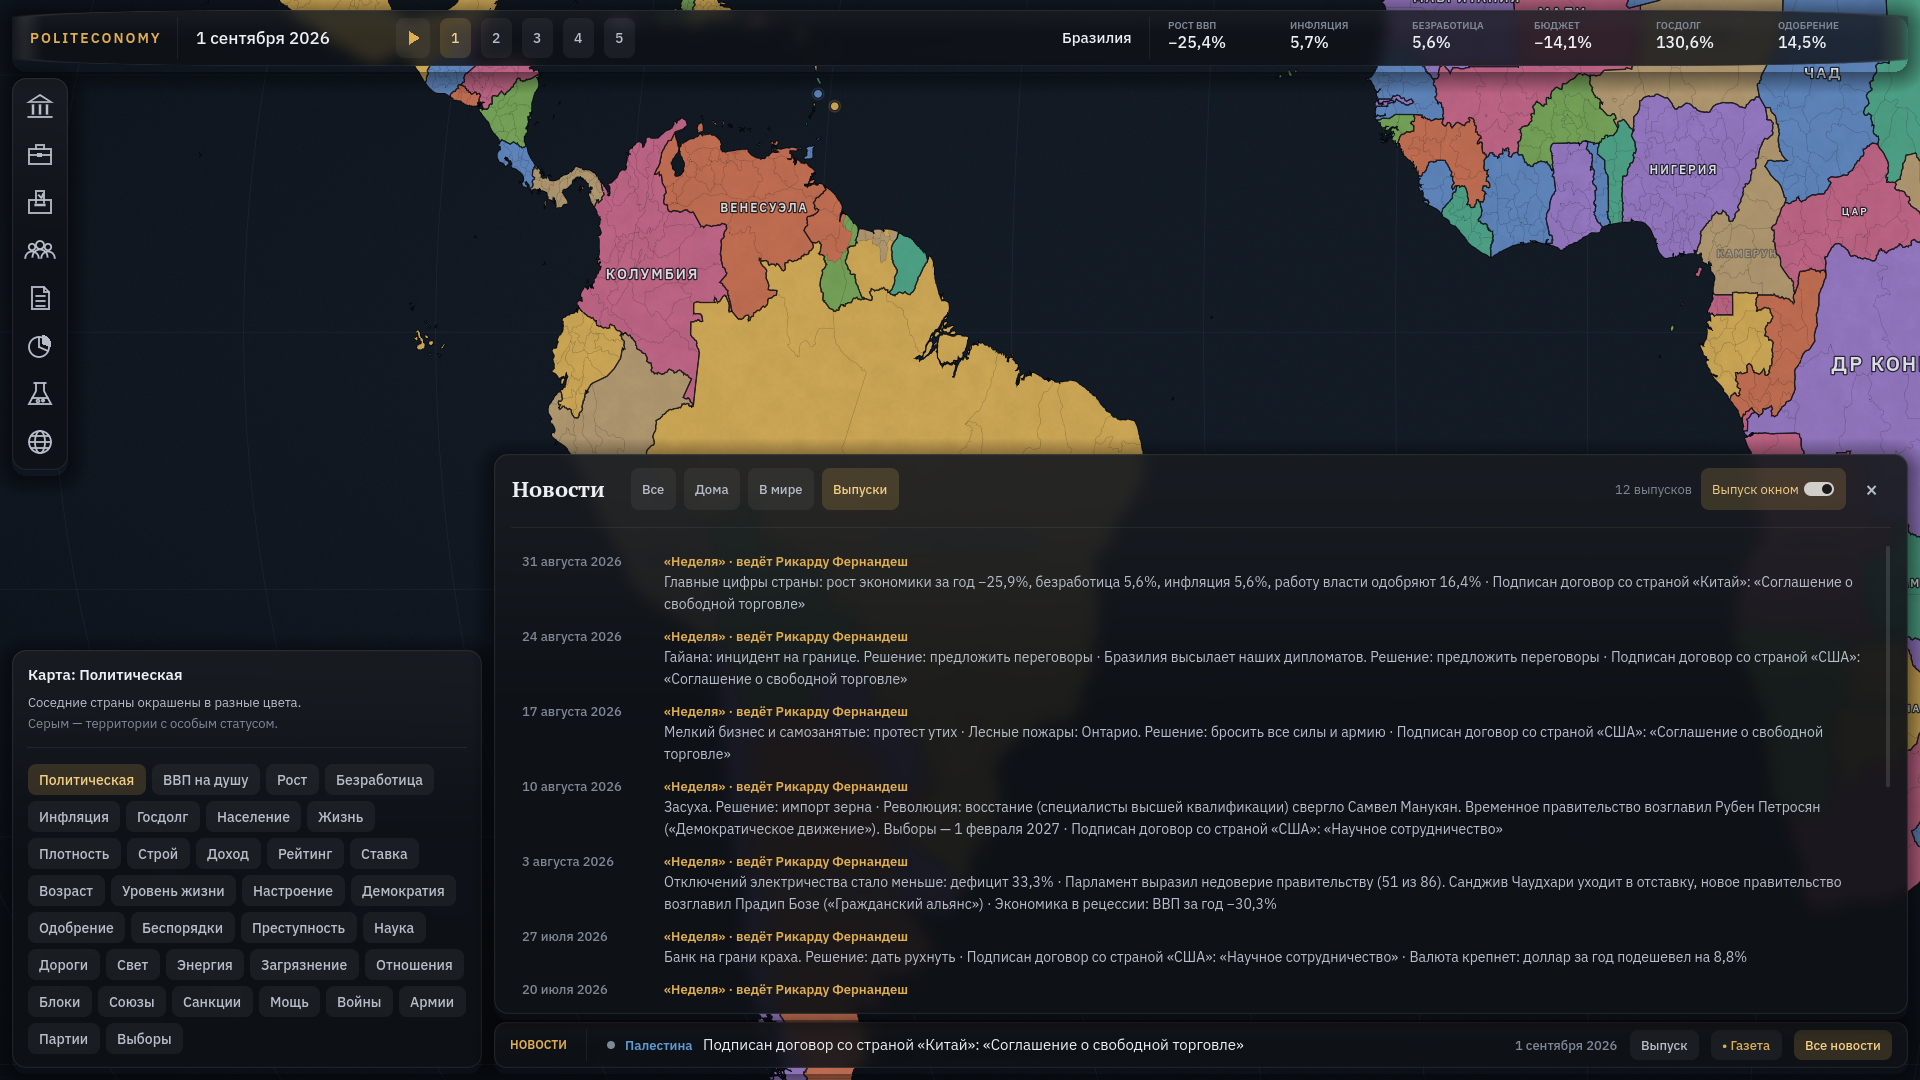 POLITECONOMY
1 сентября 2026
1
2
3
4
5
Бразилия
РОСТ ВВП
−25,4%
ИНФЛЯЦИЯ
5,7%
БЕЗРАБОТИЦА
5,6%
БЮДЖЕТ
−14,1%
ГОСДОЛГ
130,6%
ОДОБРЕНИЕ
14,5%
ЧАД
НИГЕРИЯ
ЦАР
КАМЕРУН
ДР КОН
ВЕНЕСУЭЛА
КОЛУМБИЯ
Новости
Все
Дома
В мире
Выпуски
12 выпусков
Выпуск окном
31 августа 2026
«Неделя» · ведёт Рикарду Фернандеш
Главные цифры страны: рост экономики за год −25,9%, безработица 5,6%, инфляция 5,6%, работу власти одобряют 16,4% · Подписан договор со страной «Китай»: «Соглашение о
свободной торговле»
24 августа 2026
«Неделя» · ведёт Рикарду Фернандеш
Гайана: инцидент на границе. Решение: предложить переговоры · Бразилия высылает наших дипломатов. Решение: предложить переговоры · Подписан договор со страной «США»:
«Соглашение о свободной торговле»
17 августа 2026
«Неделя» · ведёт Рикарду Фернандеш
Мелкий бизнес и самозанятые: протест утих · Лесные пожары: Онтарио. Решение: бросить все силы и армию · Подписан договор со страной «США»: «Соглашение о свободной
торговле»
10 августа 2026
«Неделя» · ведёт Рикарду Фернандеш
Засуха. Решение: импорт зерна · Революция: восстание (специалисты высшей квалификации) свергло Самвел Манукян. Временное правительство возглавил Рубен Петросян
(«Демократическое движение»). Выборы — 1 февраля 2027 · Подписан договор со страной «США»: «Научное сотрудничество»
3 августа 2026
«Неделя» · ведёт Рикарду Фернандеш
Отключений электричества стало меньше: дефицит 33,3% · Парламент выразил недоверие правительству (51 из 86). Санджив Чаудхари уходит в отставку, новое правительство
возглавил Прадип Бозе («Гражданский альянс») · Экономика в рецессии: ВВП за год −30,3%
27 июля 2026
«Неделя» · ведёт Рикарду Фернандеш
Банк на грани краха. Решение: дать рухнуть · Подписан договор со страной «США»: «Научное сотрудничество» · Валюта крепнет: доллар за год подешевел на 8,8%
20 июля 2026
«Неделя» · ведёт Рикарду Фернандеш
Карта: Политическая
Соседние страны окрашены в разные цвета.
Серым — территории с особым статусом.
Политическая
ВВП на душу
Рост
Безработица
Инфляция
Госдолг
Население
Жизнь
Плотность
Строй
Доход
Рейтинг
Ставка
Возраст
Уровень жизни
Настроение
Демократия
Одобрение
Беспорядки
Преступность
Наука
Дороги
Свет
Энергия
Загрязнение
Отношения
Блоки
Союзы
Санкции
Мощь
Войны
Армии
Партии
Выборы
НОВОСТИ
Палестина
Подписан договор со страной «Китай»: «Соглашение о свободной торговле»
1 сентября 2026
Выпуск
• Газета
Все новости